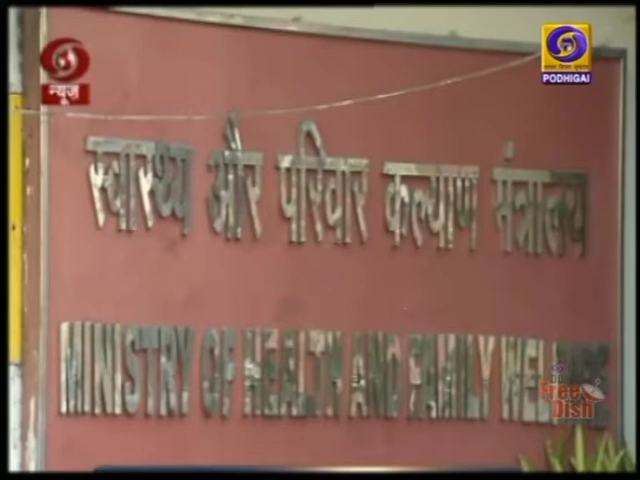 न्यूज़
PODHIGAI
स्वास्थ्य और परिवार कल्याण मंत्रालय
MINISTRY OF HEALTH AND FAMILY WELFARE
Free
Dish